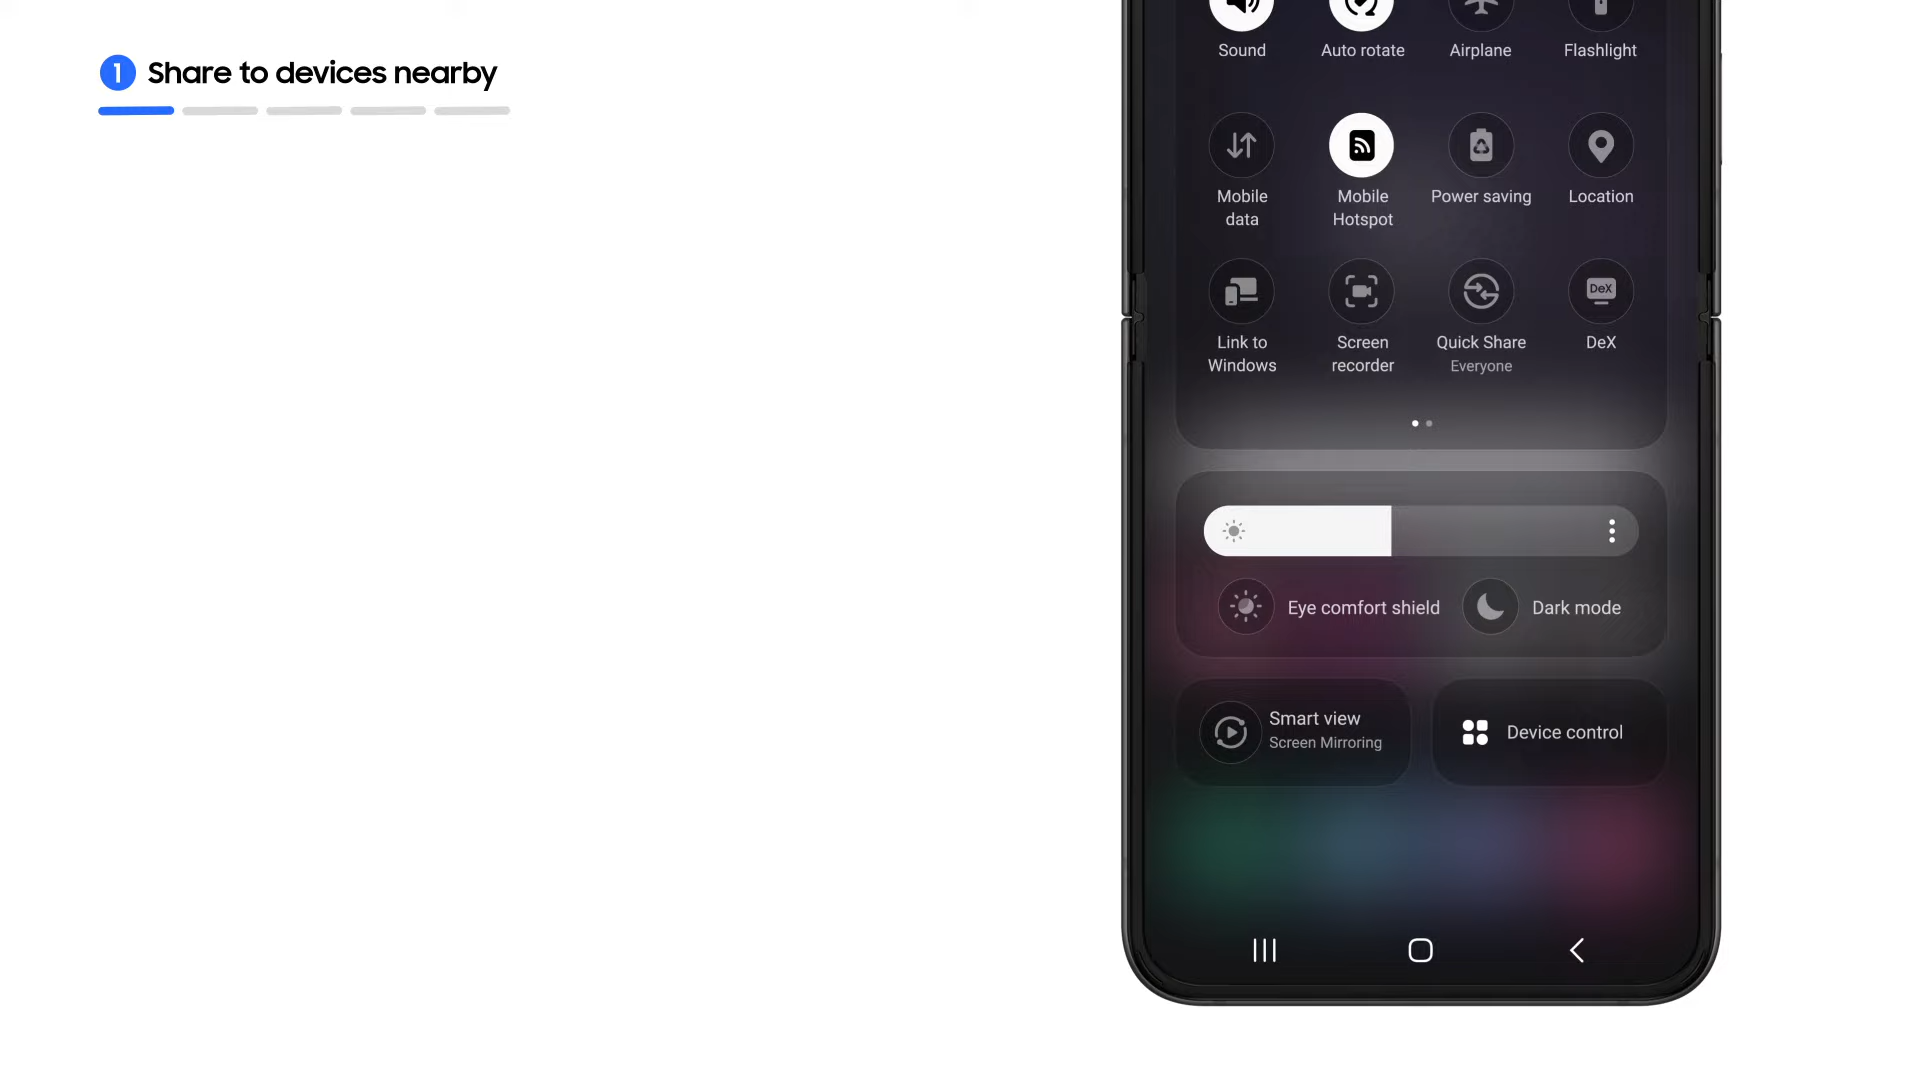 1 Share to devices nearby
Sound Auto rotate Airplane Flashlight
Mobile data
Mobile Hotspot
Power saving
Location
Link to Windows
Screen recorder
Quick Share
Everyone
DeX
DeX
Eye comfort shield
Dark mode
Smart view
Screen Mirroring
Device control